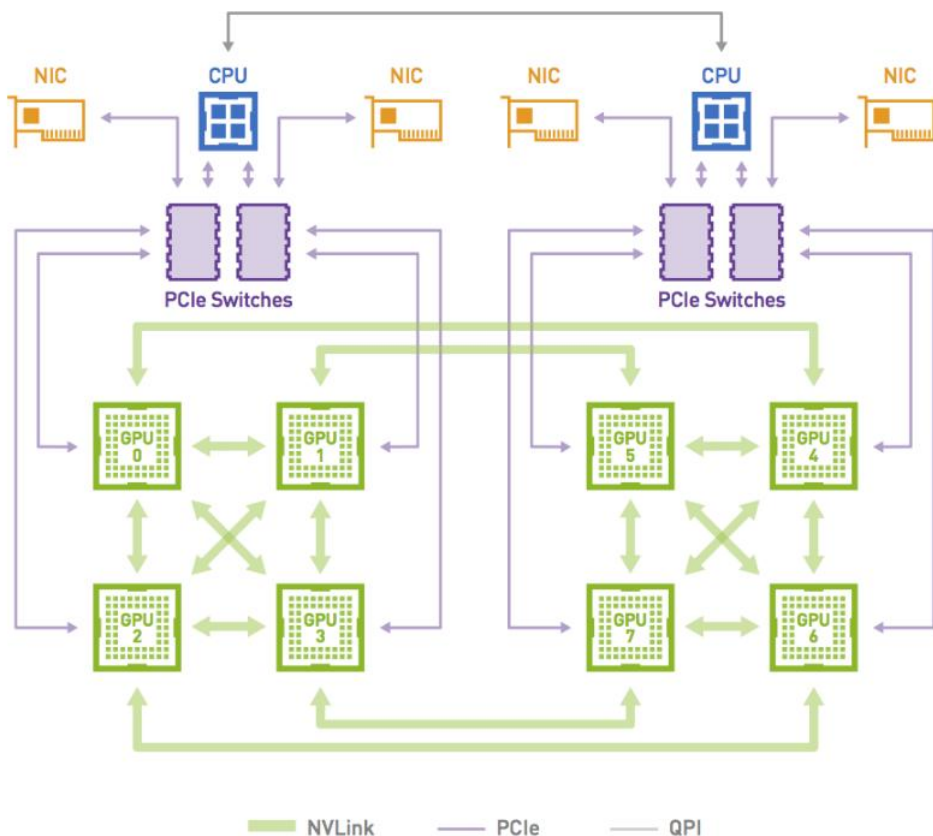 NIC
CPU
NIC
NIC
CPU
NIC
PCIe Switches
PCIe Switches
GPU
0
GPU
1
GPU
5
GPU
4
GPU
2
GPU
3
GPU
7
GPU
6
NVLink
PCIe
QPI